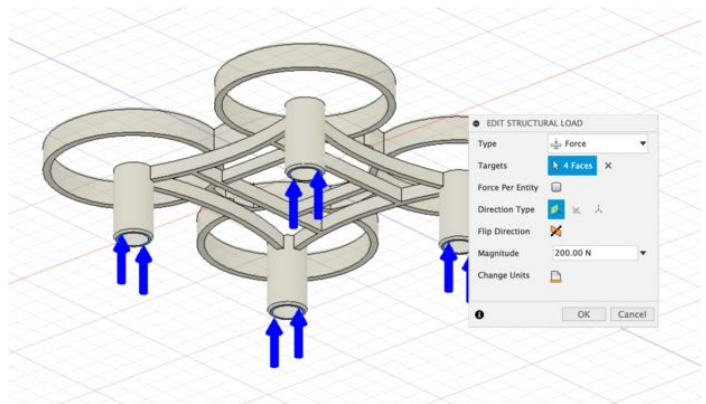 EDIT STRUCTURAL LOAD
Type Force
Targets 4 Faces
Force Per Entity
Direction Type
Flip Direction
Magnitude 200.00 N
Change Units
OK Cancel